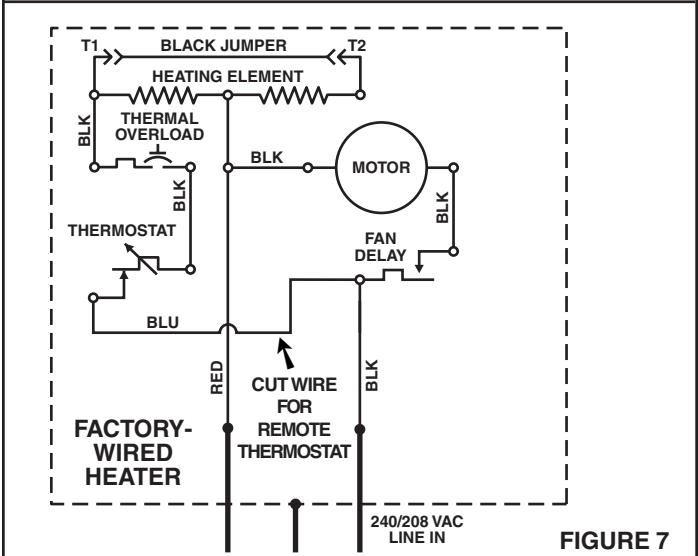 T1
BLACK JUMPER
T2
HEATING ELEMENT
THERMAL
OVERLOAD
BLK
BLK
MOTOR
BLK
BLK
THERMOSTAT
FAN
DELAY
BLU
RED
CUT WIRE
FOR
REMOTE
THERMOSTAT
BLK
FACTORY-
WIRED
HEATER
240/208 VAC
LINE IN
FIGURE 7